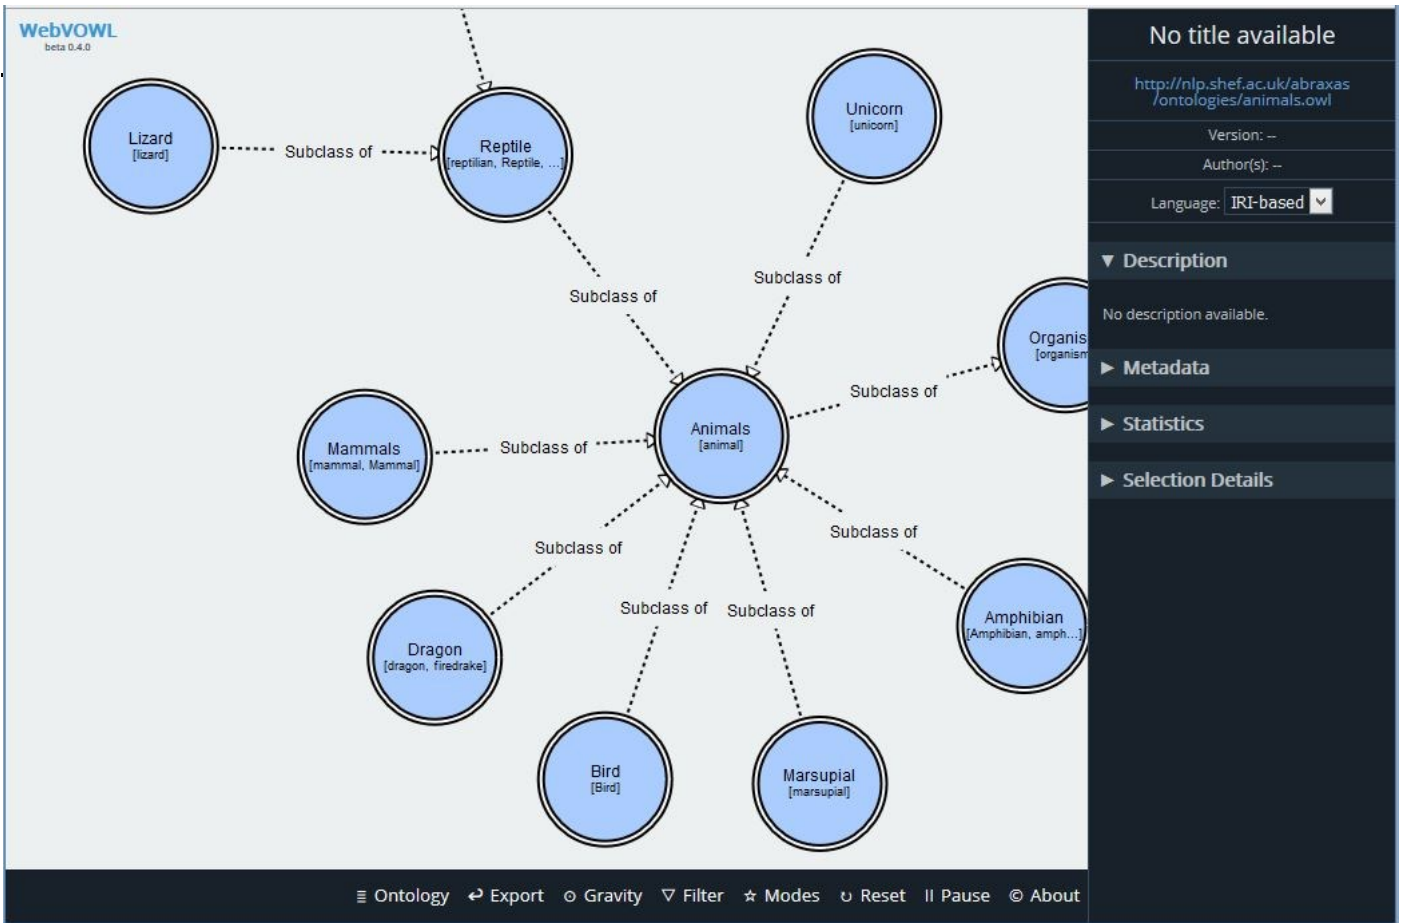 WebVOWL
beta 0.4.0
Lizard
[lizard]
Subclass of
Reptile
[reptilian, Reptile, ...]
Unicorn
[unicorn]
Subclass of
Subclass of
Organis
[organism
Subclass of
Mammals
[mammal, Mammal]
Subclass of
Animals
[animal]
Subclass of
Subclass of
Dragon
[dragon, firedrake]
Subclass of
Subclass of
Amphibian
[Amphibian, amph...]
Bird
[Bird]
Marsupial
[marsupial]
No title available
http://nlp.shef.ac.uk/abraxas
/ontologies/animals.owl
Version: --
Author(s): --
Language: IRI-based
▼ Description
No description available.
▶ Metadata
▶ Statistics
▶ Selection Details
Ontology Export Gravity Filter Modes Reset Pause © About